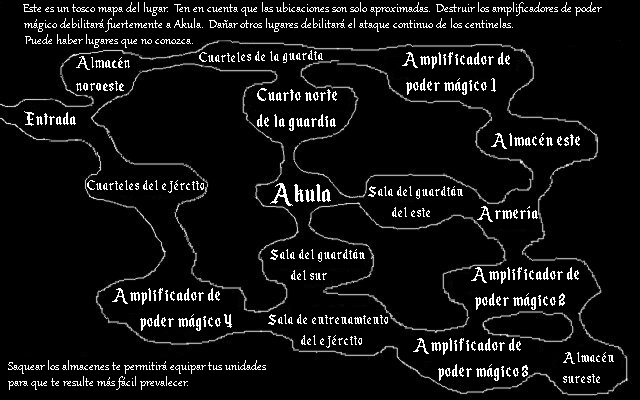 Este es un tosco mapa del lugar. Ten en cuenta que las ubicaciones son solo aproximadas. Destruir los amplificadores de poder
mágico debilitará fuertemente a Akula. Dañar otros lugares debilitará el ataque continuo de los centinelas.
Puede haber lugares que no conozca.
Almacén
noroeste
Cuarteles de la guardia
Amplificador de
poder mágico 1
Entrada
Cuarto norte
de la guardia
Almacén este
Cuarteles del ejército
Akula
Sala del guardián
del este
Armería
Sala del guardián
del sur
Amplificador de
poder mágico 2
Amplificador de
poder mágico 4
Sala de entrenamiento
del ejército
Amplificador de
poder mágico 3
Almacén
sureste
Saquear los almacenes te permitirá equipar tus unidades
para que te resulte más fácil prevalecer.